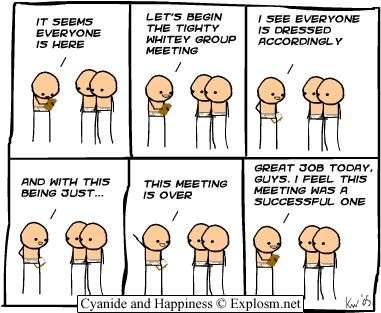 IT SEEMS
EVERYONE
IS HERE
LET'S BEGIN
THE TIGHTY
WHITEY GROUP
MEETING
I SEE EVERYONE
IS DRESSED
ACCORDINGLY
AND WITH THIS
BEING JUST...
THIS MEETING
IS OVER
GREAT JOB TODAY,
GUYS. I FEEL THIS
MEETING WAS A
SUCCESSFUL ONE
Cyanide and Happiness © Explosm.net